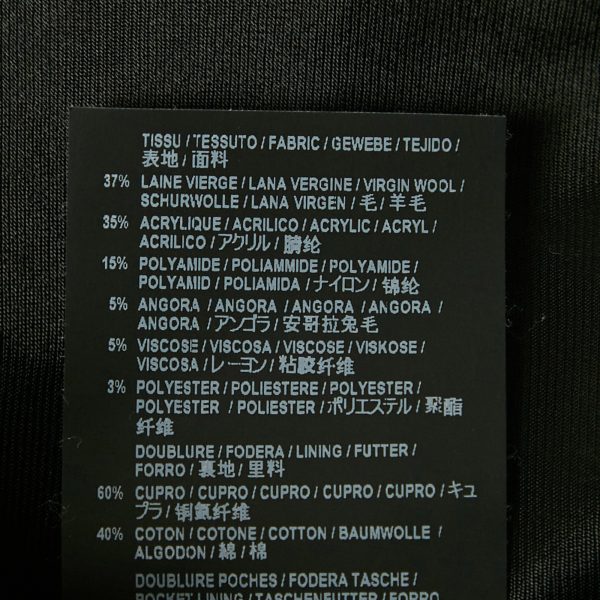 TISSU / TESSUTO / FABRIC / GEWEBE / TEJIDO /
表地 / 面料
37% LAINE VIERGE / LANA VERGINE / VIRGIN WOOL /
SCHURWOLLE / LANA VIRGEN / 毛 / 羊毛
35% ACRYLIQUE / ACRILICO / ACRYLIC / ACRYL /
ACRILICO / アクリル / 腈纶
15% POLYAMIDE / POLIAMMIDE / POLYAMIDE /
POLYAMID / POLIAMIDA / ナイロン / 锦纶
5% ANGORA / ANGORA / ANGORA / ANGORA /
ANGORA / アンゴラ / 安哥拉兔毛
5% VISCOSE / VISCOSA / VISCOSE / VISKOSE /
VISCOSA / レーヨン / 粘胶纤维
3% POLYESTER / POLIESTERE / POLYESTER /
POLYESTER / POLIESTER / ポリエステル / 聚酯
纤维
DOUBLURE / FODERA / LINING / FUTTER /
FORRO / 裏地 / 里料
60% CUPRO / CUPRO / CUPRO / CUPRO / CUPRO / キュ
プラ / 铜氨纤维
40% COTON / COTONE / COTTON / BAUMWOLLE /
ALGODON / 綿 / 棉
DOUBLURE POCHES / FODERA TASCHE /
POCKET LINING / TASCHENFUTTER / FORRO